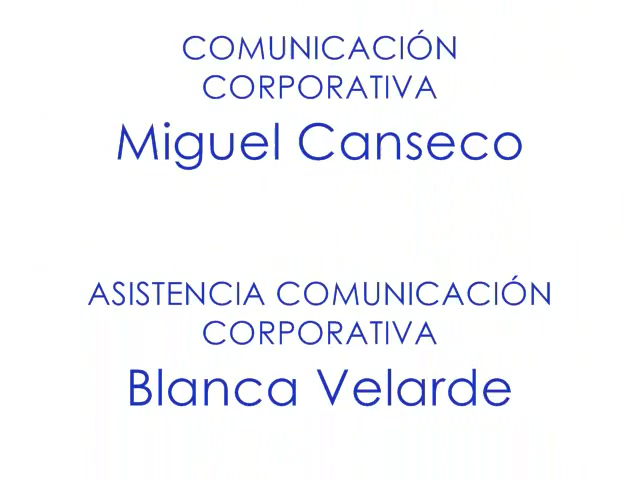 COMUNICACIÓN
CORPORATIVA
Miguel Canseco
ASISTENCIA COMUNICACIÓN
CORPORATIVA
Blanca Velarde